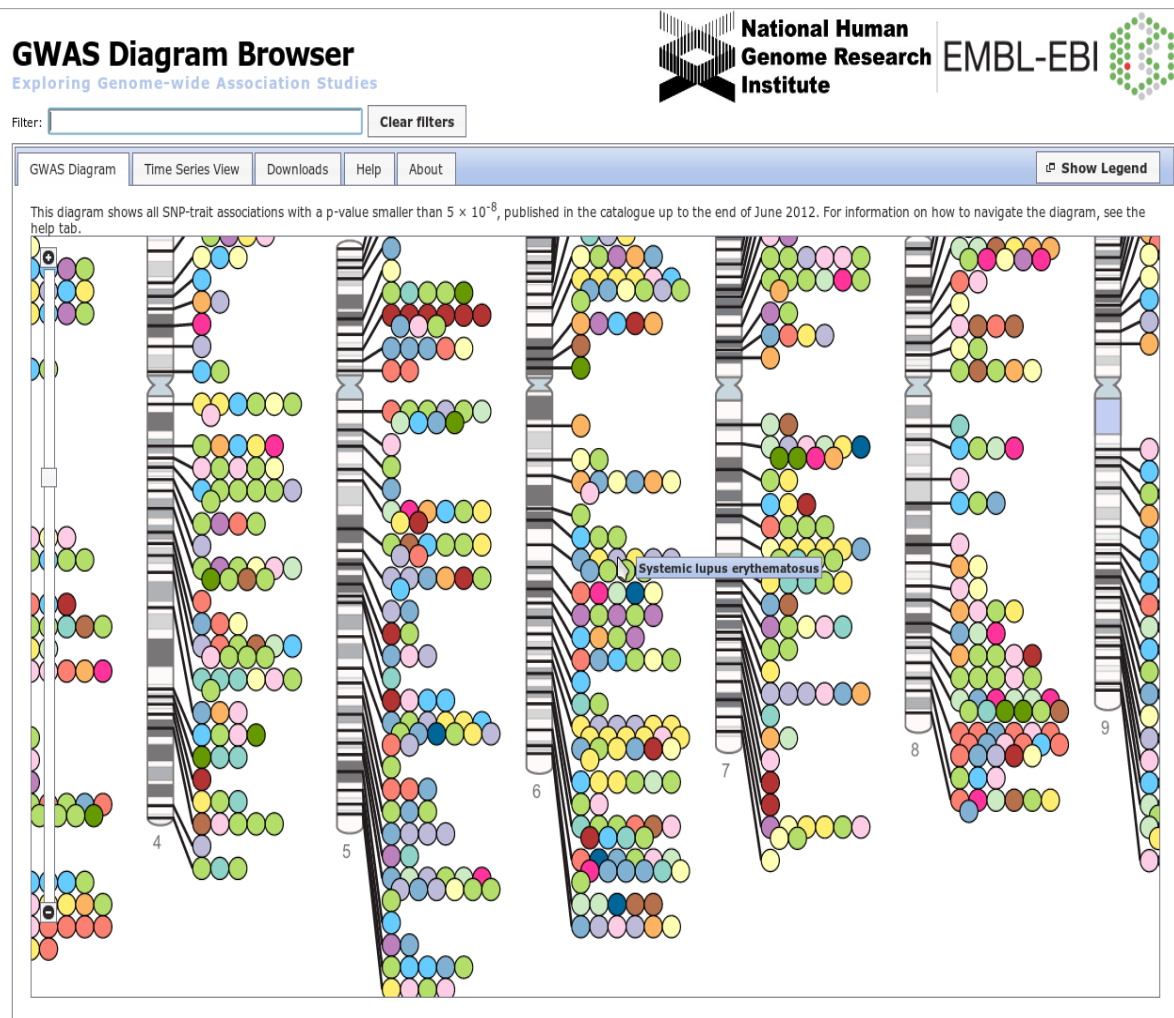 GWAS Diagram Browser
Exploring Genome-wide Association Studies
National Human
Genome Research
Institute
EMBL-EBI
Filter:
Clear filters
GWAS Diagram
Time Series View
Downloads
Help
About
Show Legend
This diagram shows all SNP-trait associations with a p-value smaller than 5 × 10⁻⁸, published in the catalogue up to the end of June 2012. For information on how to navigate the diagram, see the
help tab.
Systemic lupus erythematosus
4
5
6
7
8
9